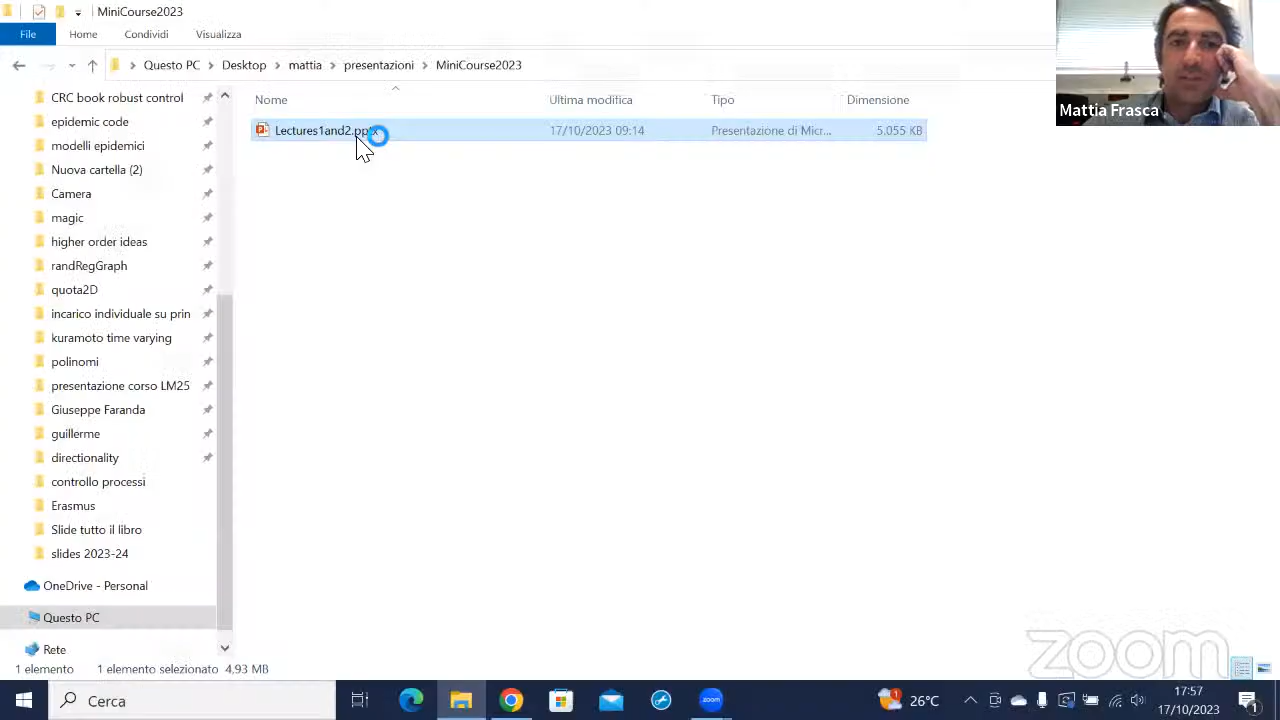 MiniCourse2023
File Home Condividi Visualizza
Questo PC Desktop mattia presentazioni MiniCourse2023
Nome Ultima modifica Tipo Dimensione
17/10/2023 09:14 Presentazione di Micr... 5.055 KB
CRC book robust control
epidemic code
modelli epidemici
Nuova cartella (2)
Camera
magic
higher order ideas
randRegGraph
quota2D
incarico individuale su prin
kuramoto time varying
polinomi
presentazione corso LM25
Giuseppe Faranda
guillerme
directionality
controllo processi
Erasmus
Slide tutto il libro
slides 2023-24
OneDrive - Personal
Questo PC
Rete
1 elemento 1 elemento selezionato 4,93 MB
Mattia Frasca
zoom
Cerca
zoom
26°C
17:57
17/10/2023
1